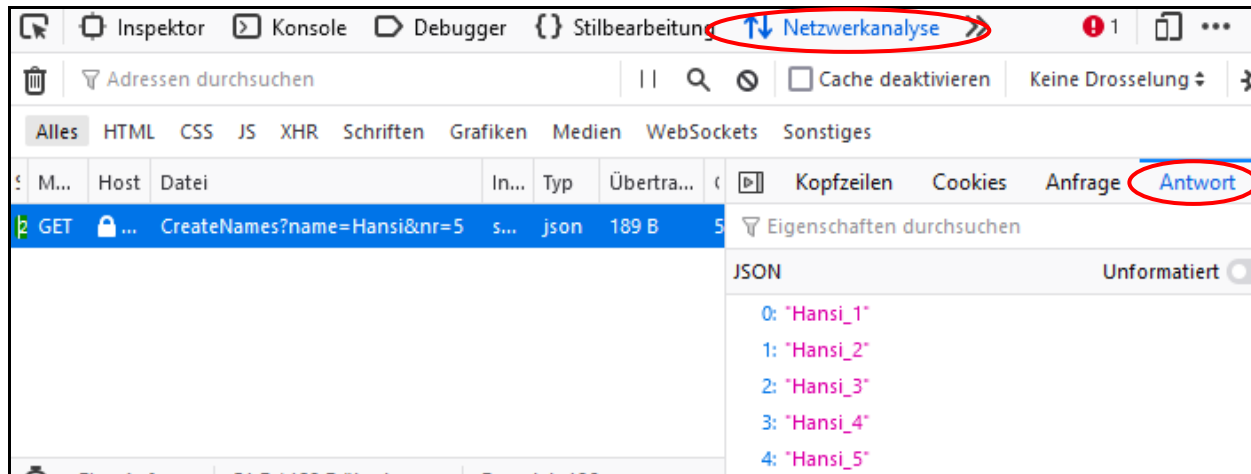 Inspektor Konsole Debugger Stilbearbeitung Netzwerkanalyse 1
Adressen durchsuchen Cache deaktivieren Keine Drosselung
Alles HTML CSS JS XHR Schriften Grafiken Medien WebSockets Sonstiges
M... Host Datei In... Typ Übertra... Kopfzeilen Cookies Anfrage Antwort
2 GET ... CreateNames?name=Hansi&nr=5 s... json 189 B 5
Eigenschaften durchsuchen
JSON Unformatiert
0: "Hansi_1"
1: "Hansi_2"
2: "Hansi_3"
3: "Hansi_4"
4: "Hansi_5"